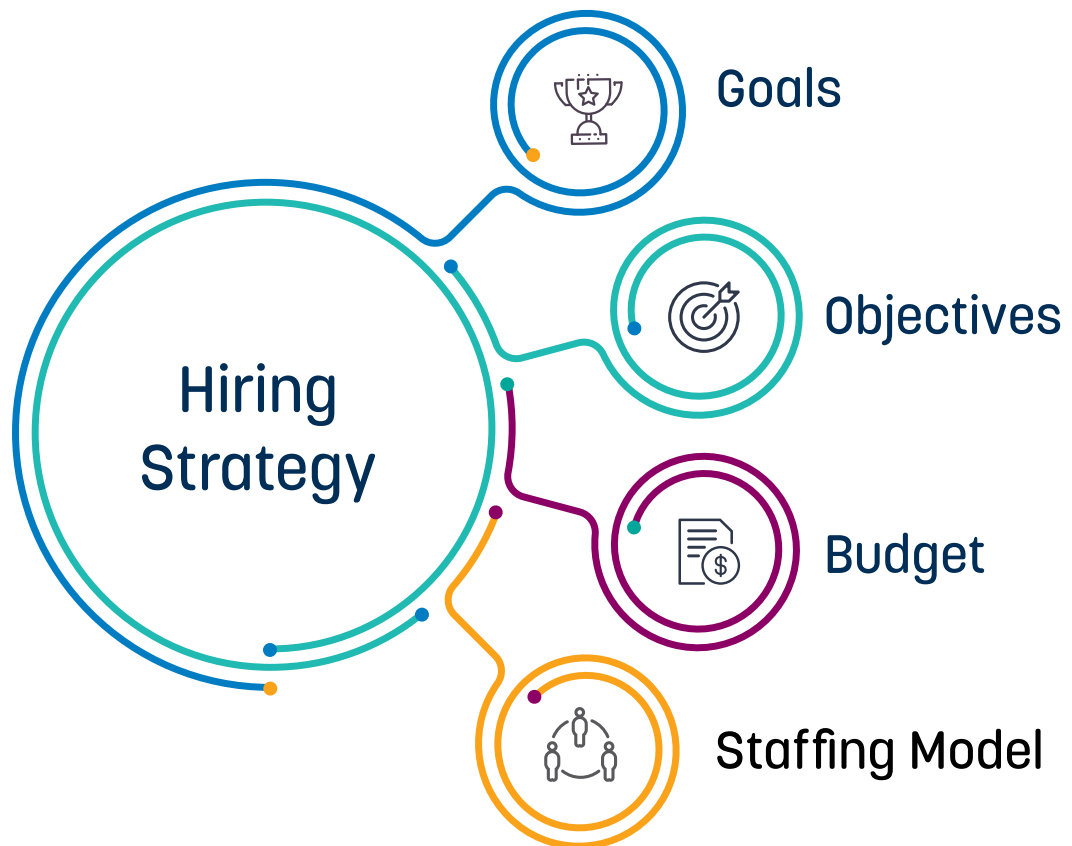 Goals
Objectives
Hiring
Strategy
Budget
$
Staffing Model